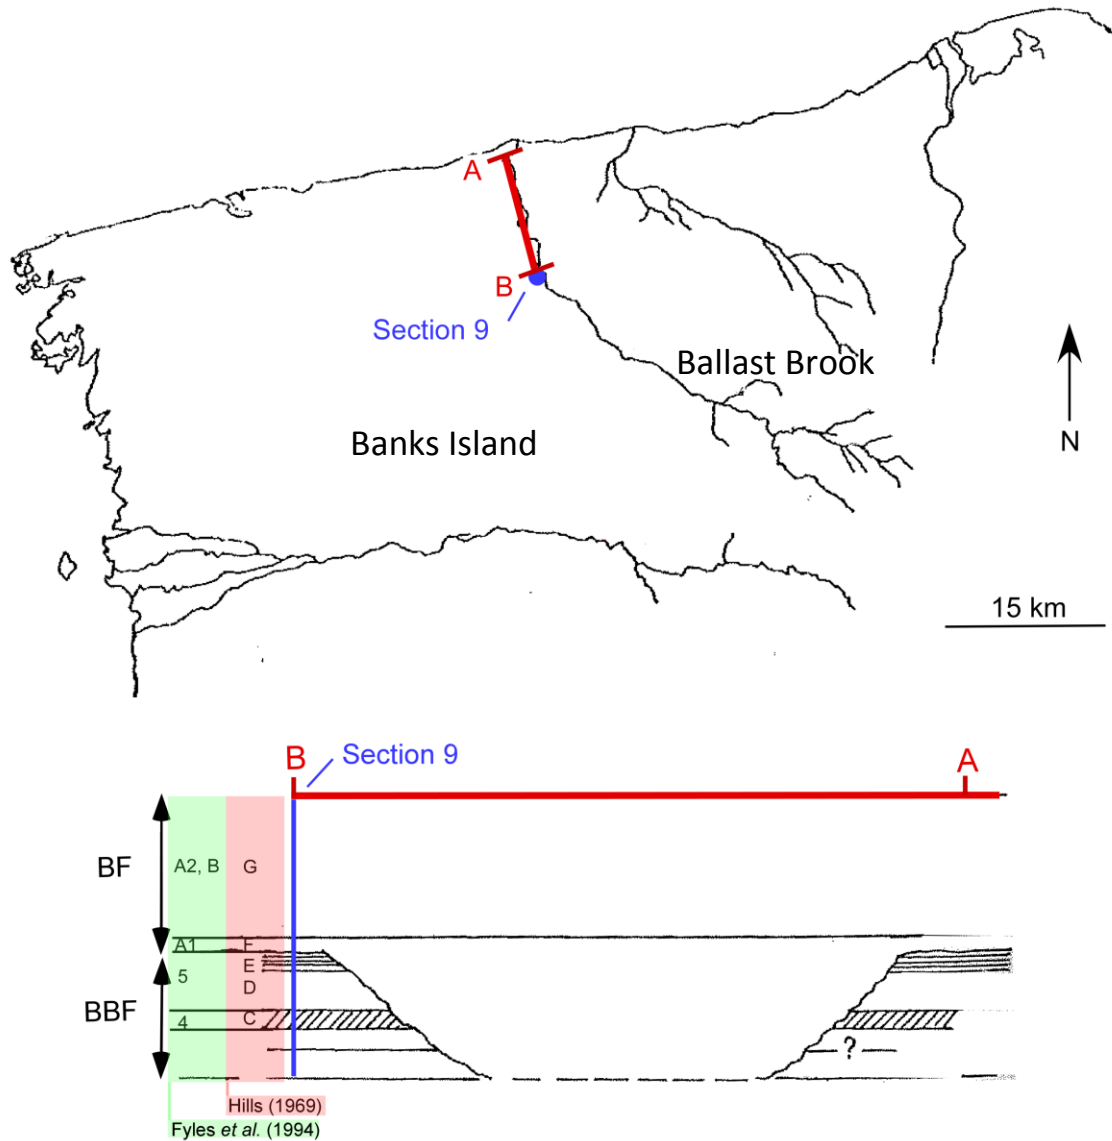 A
B
Section 9
Ballast Brook
Banks Island
N
15 km
B
Section 9
A
BF
A2, B
G
A1
F
E
5
D
BBF
4
C
?
Hills (1969)
Fyles et al. (1994)